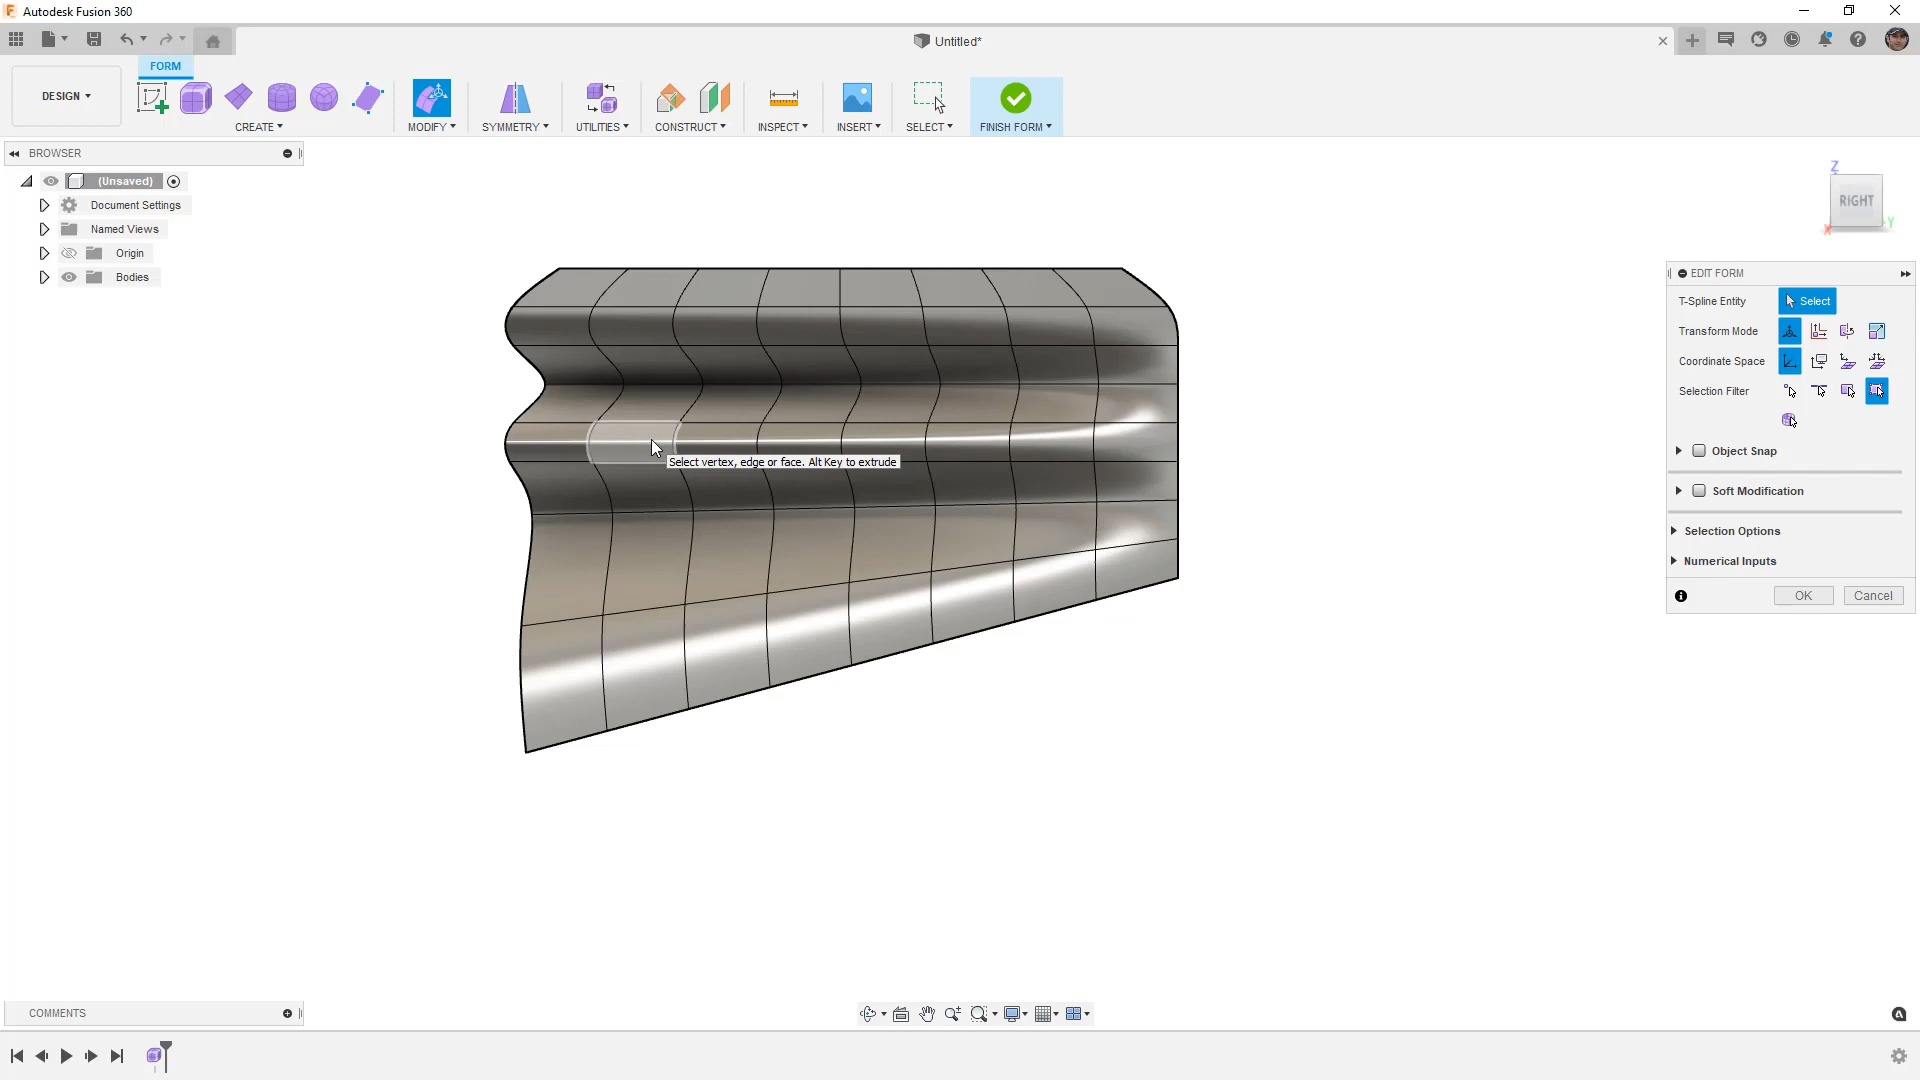 Autodesk Fusion 360
Untitled*
FORM
DESIGN
CREATE
MODIFY
SYMMETRY
UTILITIES
CONSTRUCT
INSPECT
INSERT
SELECT
FINISH FORM
BROWSER
(Unsaved)
Document Settings
Named Views
Origin
Bodies
Z
RIGHT
X
Y
EDIT FORM
T-Spline Entity
Select
Transform Mode
Coordinate Space
Selection Filter
Object Snap
Soft Modification
Selection Options
Numerical Inputs
OK
Cancel
Select vertex, edge or face. Alt Key to extrude
COMMENTS